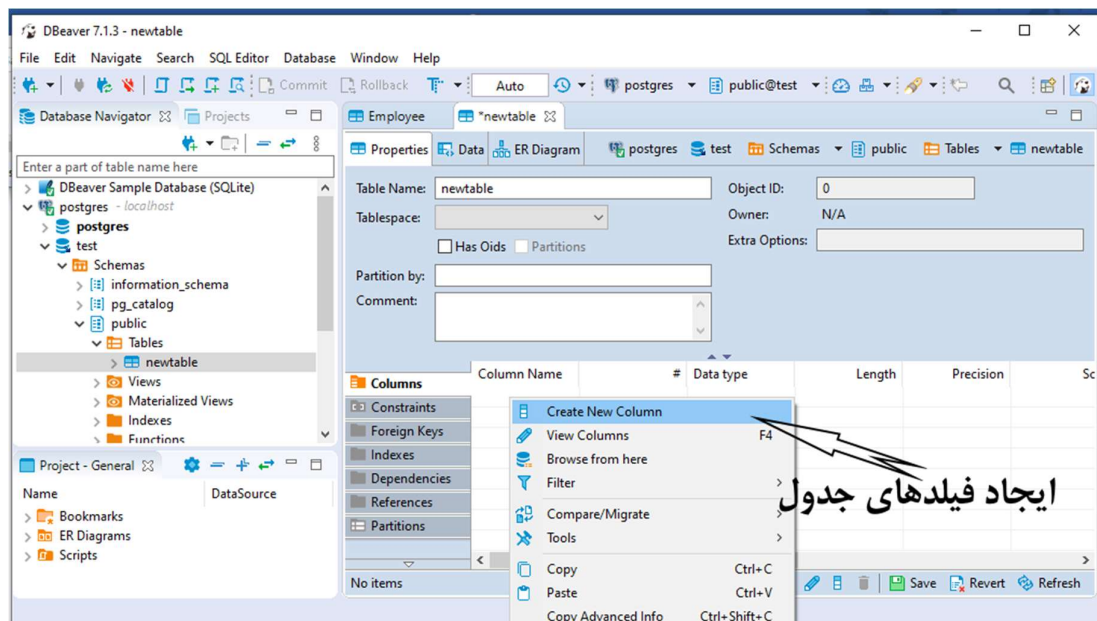 DBeaver 7.1.3 - newtable
File Edit Navigate Search SQL Editor Database Window Help
Commit Rollback Auto postgres public@test
Database Navigator Projects
Enter a part of table name here
DBeaver Sample Database (SQLite)
postgres - localhost
postgres
test
Schemas
information_schema
pg_catalog
public
Tables
newtable
Views
Materialized Views
Indexes
Functions
Project - General
Name DataSource
Bookmarks
ER Diagrams
Scripts
Employee *newtable
Properties Data ER Diagram postgres test Schemas public Tables newtable
Table Name: newtable Object ID: 0
Tablespace: Owner: N/A
Has Oids Partitions Extra Options:
Partition by:
Comment:
Column Name # Data type Length Precision Sc
Columns
Constraints
Foreign Keys
Indexes
Dependencies
References
Partitions
Create New Column
View Columns F4
Browse from here
Filter
Compare/Migrate
Tools
Copy Ctrl+C
Paste Ctrl+V
Copy Advanced Info Ctrl+Shift+C
ایجاد فیلدهای جدول
No items Save Revert Refresh